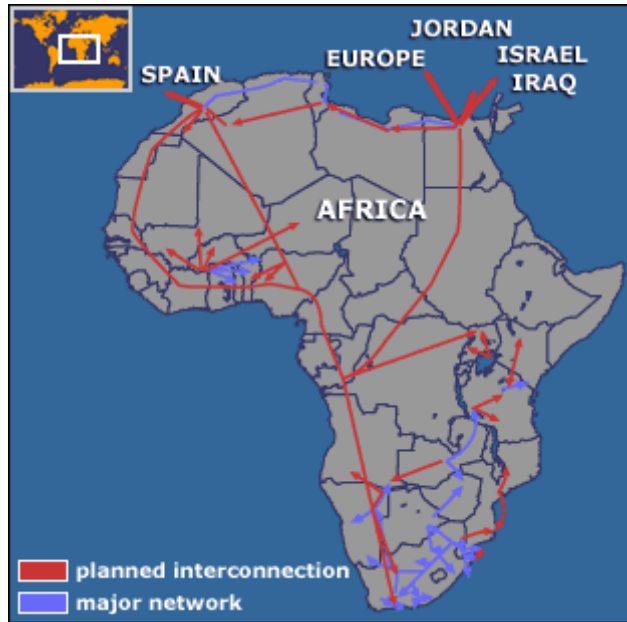 JORDAN
EUROPE
ISRAEL
IRAQ
SPAIN
AFRICA
planned interconnection
major network